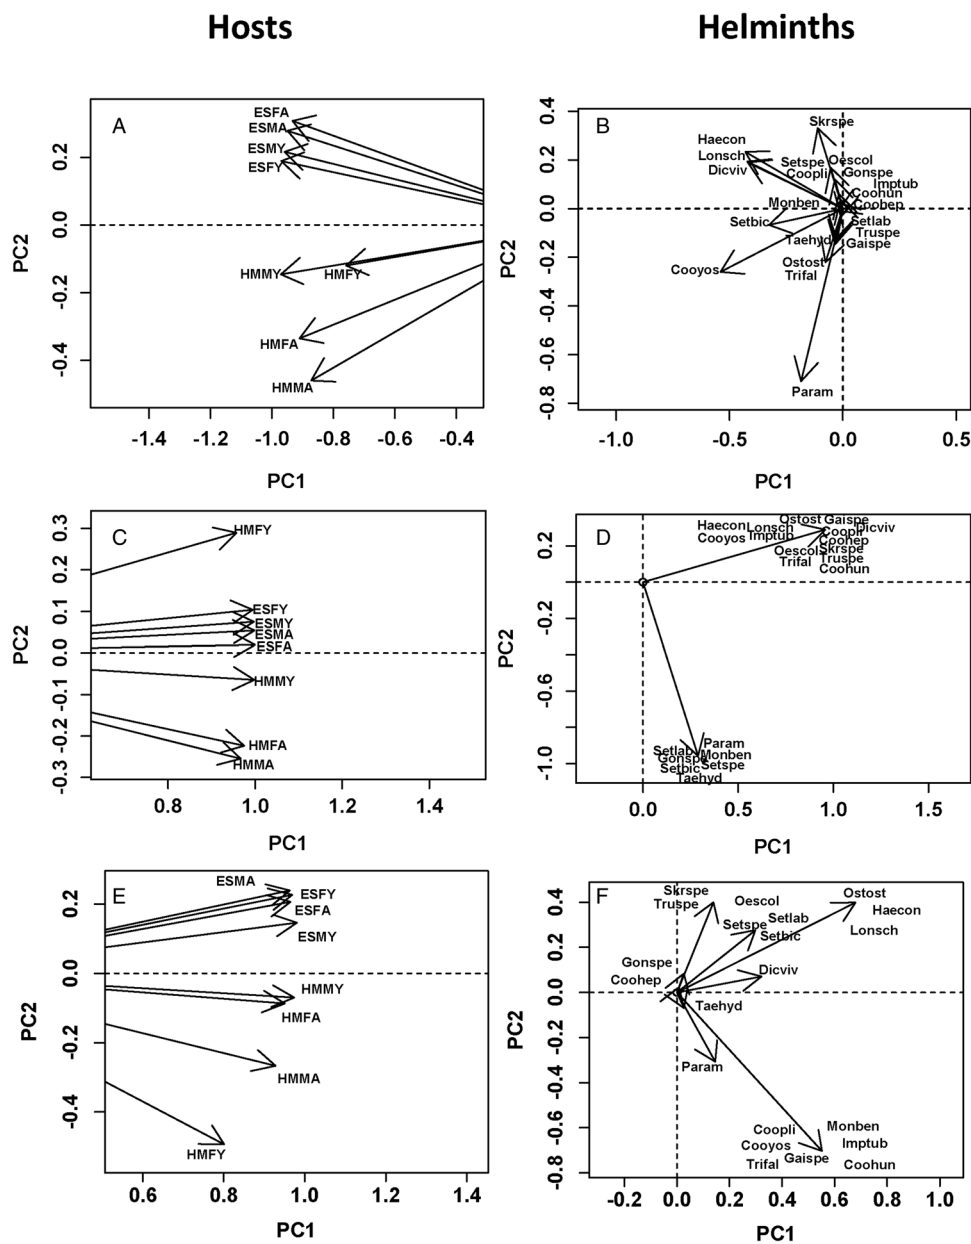 Hosts
Helminths
A
ESFA
ESMA
ESMY
ESFY
HMMY
HMFY
HMFA
HMMA
0.2
0.0
-0.2
-0.4
PC2
-1.4
-1.2
-1.0
-0.8
-0.6
-0.4
PC1
B
Skrspe
Haecon
Lonsch
Dicviv
Setspe
Oescol
Coopli
Gonspe
Imptub
Coohun
Coohep
Monben
Setbic
Setlab
Truspe
Taehyd
Gaispe
Ostost
Cooyos
Trifal
Param
0.4
0.2
0.0
-0.2
-0.4
-0.6
-0.8
PC2
-1.0
-0.5
0.0
0.5
PC1
C
HMFY
ESFY
ESMY
ESMA
ESFA
HMMY
HMFA
HMMA
0.3
0.2
0.1
0.0
-0.1
-0.2
-0.3
PC2
0.8
1.0
1.2
1.4
PC1
D
Ostost
Gaispe
Haecon
Lonsch
Dicviv
Coopli
Cooyos
Imptub
Coohep
Oescol
Skrspe
Trifal
Truspe
Coohun
Param
Setlab
Monben
Gonspe
Setspe
Setbic
Taehyd
0.2
-0.2
-0.6
-1.0
PC2
0.0
0.5
1.0
1.5
PC1
E
ESMA
ESFY
ESFA
ESMY
HMMY
HMFA
HMMA
HMFY
0.2
0.0
-0.2
-0.4
PC2
0.6
0.8
1.0
1.2
1.4
PC1
F
Skrspe
Truspe
Oescol
Ostost
Haecon
Setlab
Setspe
Setbic
Lonsch
Gonspe
Dicviv
Coohep
Taehyd
Param
Coopli
Monben
Cooyos
Imptub
Trifal
Gaispe
Coohun
0.4
0.2
0.0
-0.2
-0.4
-0.6
-0.8
PC2
-0.2
0.0
0.2
0.4
0.6
0.8
1.0
PC1